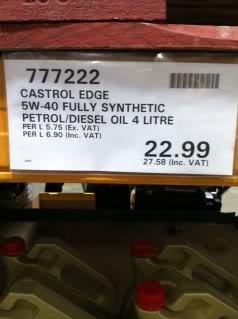 777222
CASTROL EDGE
5W-40 FULLY SYNTHETIC
PETROL/DIESEL OIL 4 LITRE
PER L 5.75 (Ex. VAT)
PER L 6.90 (Inc. VAT)
22.99
27.58 (Inc. VAT)